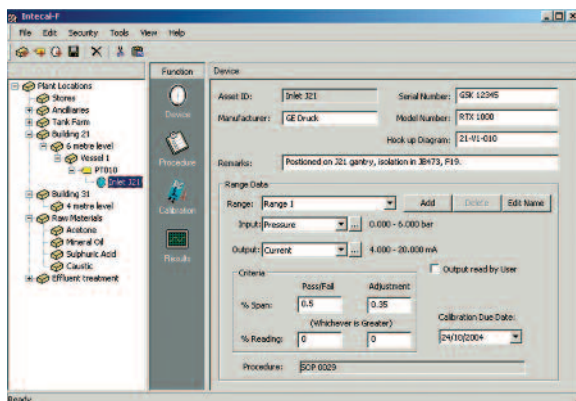 Intecal-F
File Edit Security Tools View Help
Plant Locations
Stores
Ancillaries
Tank Farm
Building 21
6 metre level
Vessel 1
PT010
Inlet J21
Building 31
4 metre level
Raw Materials
Acetone
Mineral Oil
Sulphuric Acid
Caustic
Effluent treatment
Function
Device
Procedure
Calibration
Results
Device
Asset ID: Inlet J21 Serial Number: GSK 12345
Manufacturer: GE Druck Model Number: RTX 1000
Hook up Diagram: 21-V1-010
Remarks: Postioned on J21 gantry, isolation in JB473, F19.
Range Data
Range: Range 1 Add Delete Edit Name
Input: Pressure ... 0.000 - 6.000 bar
Output: Current ... 4.000 - 20.000 mA
Criteria Output read by User
Pass/Fail Adjustment
% Span: 0.5 0.35
(Whichever is Greater) Calibration Due Date:
% Reading: 0 0 24/10/2004
Procedure: SOP 0029
Ready